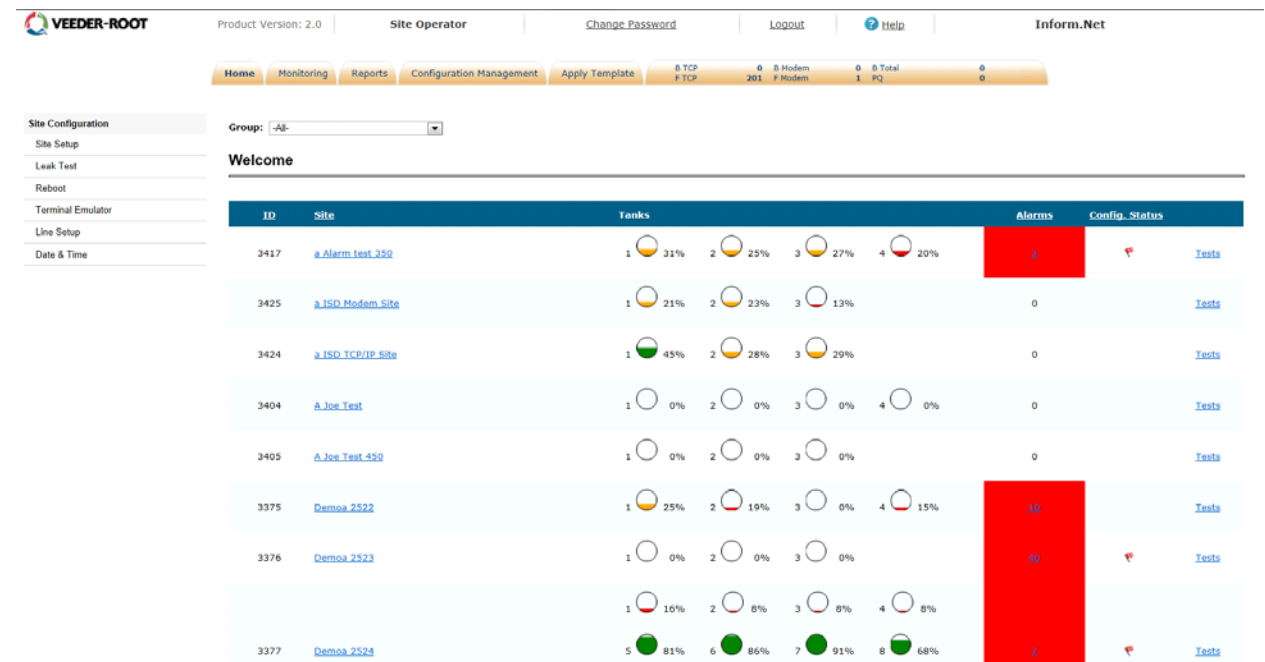 VEEDER-ROOT Product Version: 2.0 Site Operator Change Password Logout Help Inform.Net
Home Monitoring Reports Configuration Management Apply Template B TCP 0 B Modem 0 B Total 0
F TCP 201 F Modem 1 PQ 0
Site Configuration
Site Setup
Leak Test
Reboot
Terminal Emulator
Line Setup
Date & Time
Group: -All-
Welcome
ID Site Tanks Alarms Config. Status
3417 a Alarm test 350 1 31% 2 25% 3 27% 4 20% Tests
3425 a ISD Modem Site 1 21% 2 23% 3 13% 0 Tests
3424 a ISD TCP/IP Site 1 45% 2 28% 3 29% 0 Tests
3404 A Joe Test 1 0% 2 0% 3 0% 4 0% 0 Tests
3405 A Joe Test 450 1 0% 2 0% 3 0% 0 Tests
3375 Demoa 2522 1 25% 2 19% 3 0% 4 15% 10 Tests
3376 Demoa 2523 1 0% 2 0% 3 0% 40 Tests
1 16% 2 8% 3 8% 4 8%
3377 Demoa 2524 5 81% 6 86% 7 91% 8 68% Tests